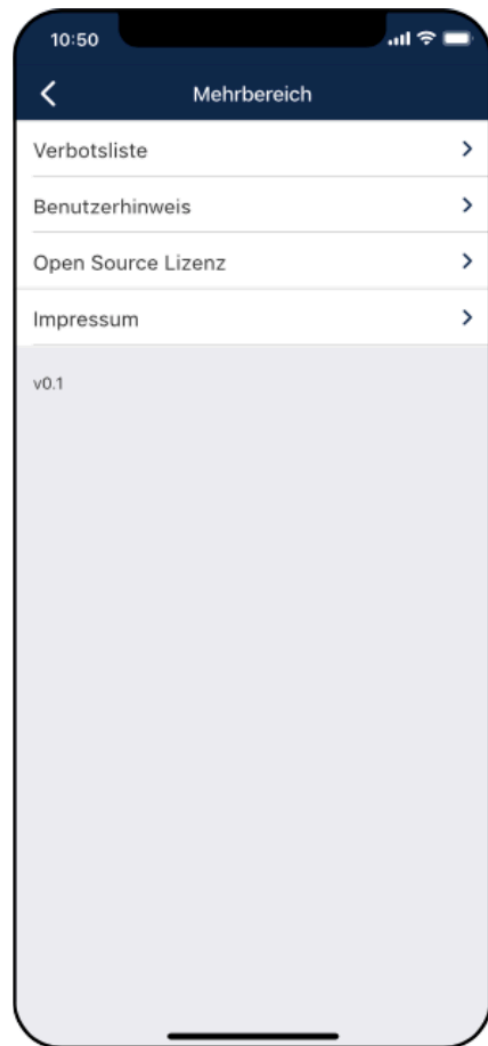 10:50
Mehrbereich
Verbotsliste
Benutzerhinweis
Open Source Lizenz
Impressum
v0.1